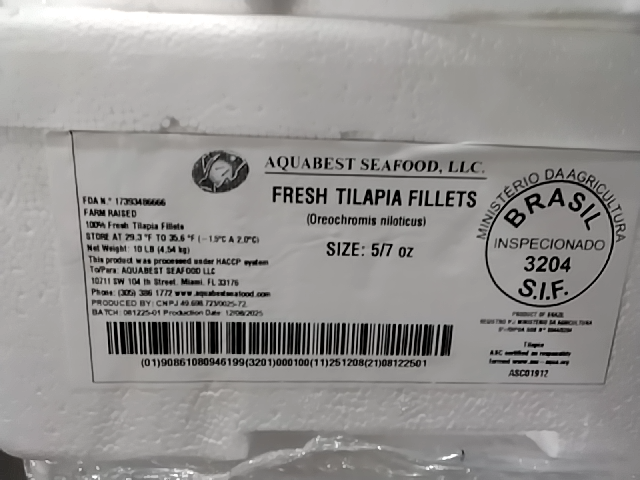 AQUABEST SEAFOOD, LLC.
FRESH TILAPIA FILLETS
(Oreochromis niloticus)
SIZE: 5/7 oz
FDA N.° 17393486666
FARM RAISED
100% Fresh Tilapia Fillets
STORE AT 29.3 °F TO 35.6 °F (-1.5°C A 2.0°C)
Net Weight: 10 LB (4,54 kg)
This product was processed under HACCP system
To/Para: AQUABEST SEAFOOD LLC
10711 SW 104 th Street, Miami, Fl 33176
Phone: (305) 386 1772 www.aquabestseafood.com
PRODUCED BY: CNPJ 49.698.723/0025-72.
BATCH: 081225-01 Production Date: 12/08/2025
(01)90861080946199(3201)000100(11)251208(21)08122501
MINISTÉRIO DA AGRICULTURA
BRASIL
INSPECIONADO
3204
S.I.F.
PRODUCT OF BRAZIL
Tilapia
ASC certified as responsibly
farmed
ASC01912